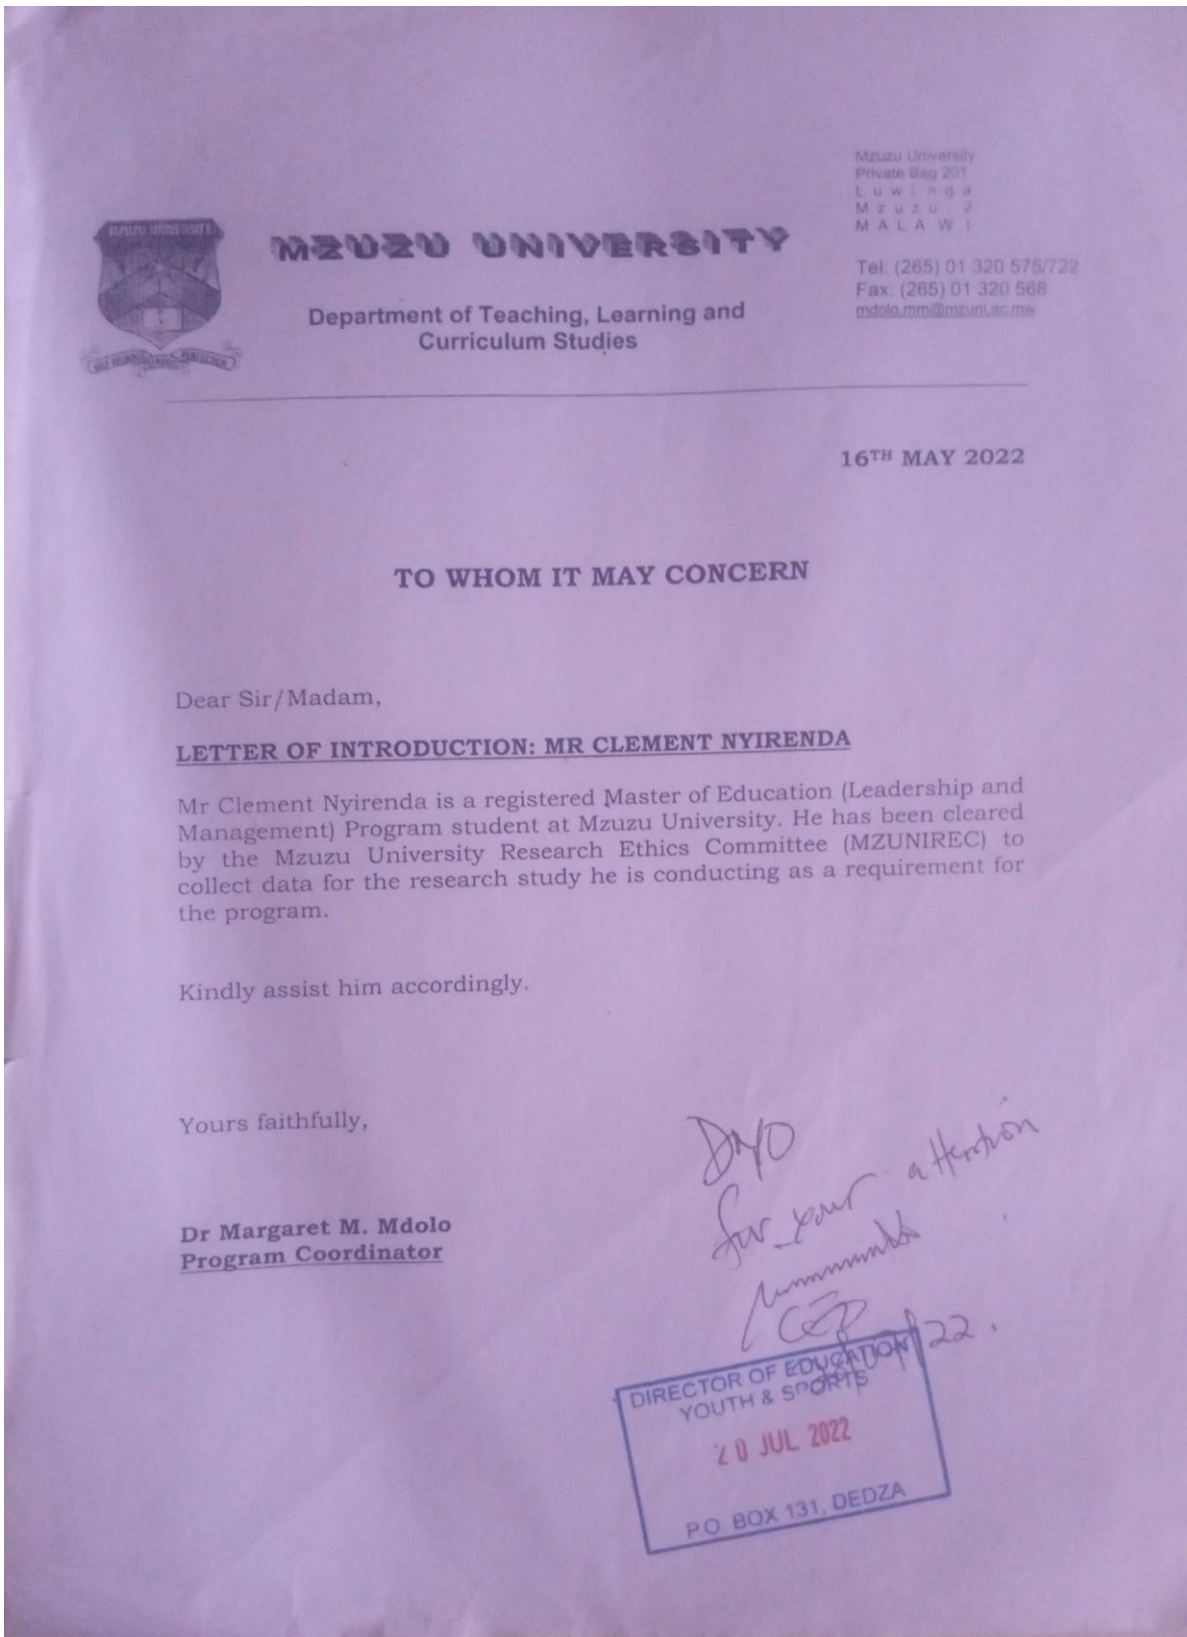 Mzuzu University
Private Bag 201
Luwinga
Mzuzu 2
MALAWI
Tel: (265) 01 320 575/722
Fax: (265) 01 320 568
mdolo.mm@mzuni.ac.mw
MZUZU UNIVERSITY
MZUZU UNIVERSITY
Department of Teaching, Learning and
Curriculum Studies
16TH MAY 2022
TO WHOM IT MAY CONCERN
Dear Sir/Madam,
LETTER OF INTRODUCTION: MR CLEMENT NYIRENDA
Mr Clement Nyirenda is a registered Master of Education (Leadership and
Management) Program student at Mzuzu University. He has been cleared
by the Mzuzu University Research Ethics Committee (MZUNIREC) to
collect data for the research study he is conducting as a requirement for
the program.
Kindly assist him accordingly.
Yours faithfully,
Dr Margaret M. Mdolo
Program Coordinator
for your attention
22.
DIRECTOR OF EDUCATION
YOUTH & SPORTS
20 JUL 2022
P.O. BOX 131, DEDZA